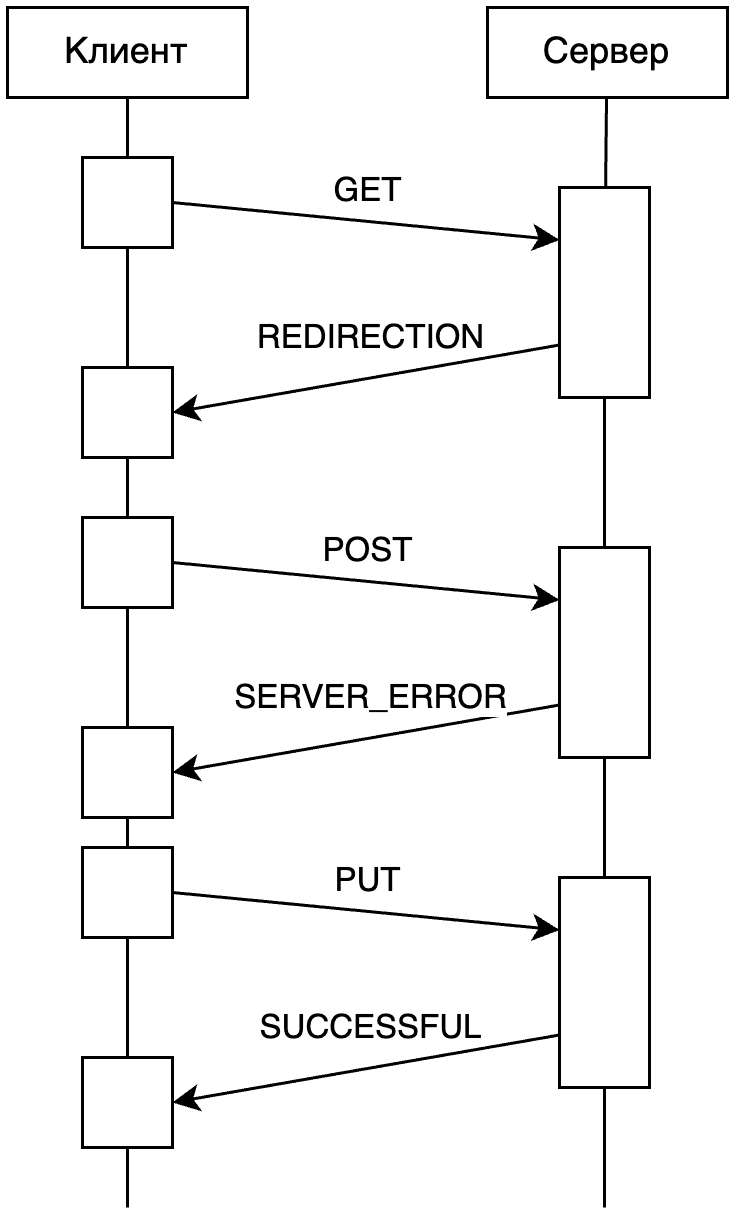 Клиент
Сервер
GET
REDIRECTION
POST
SERVER_ERROR
PUT
SUCCESSFUL